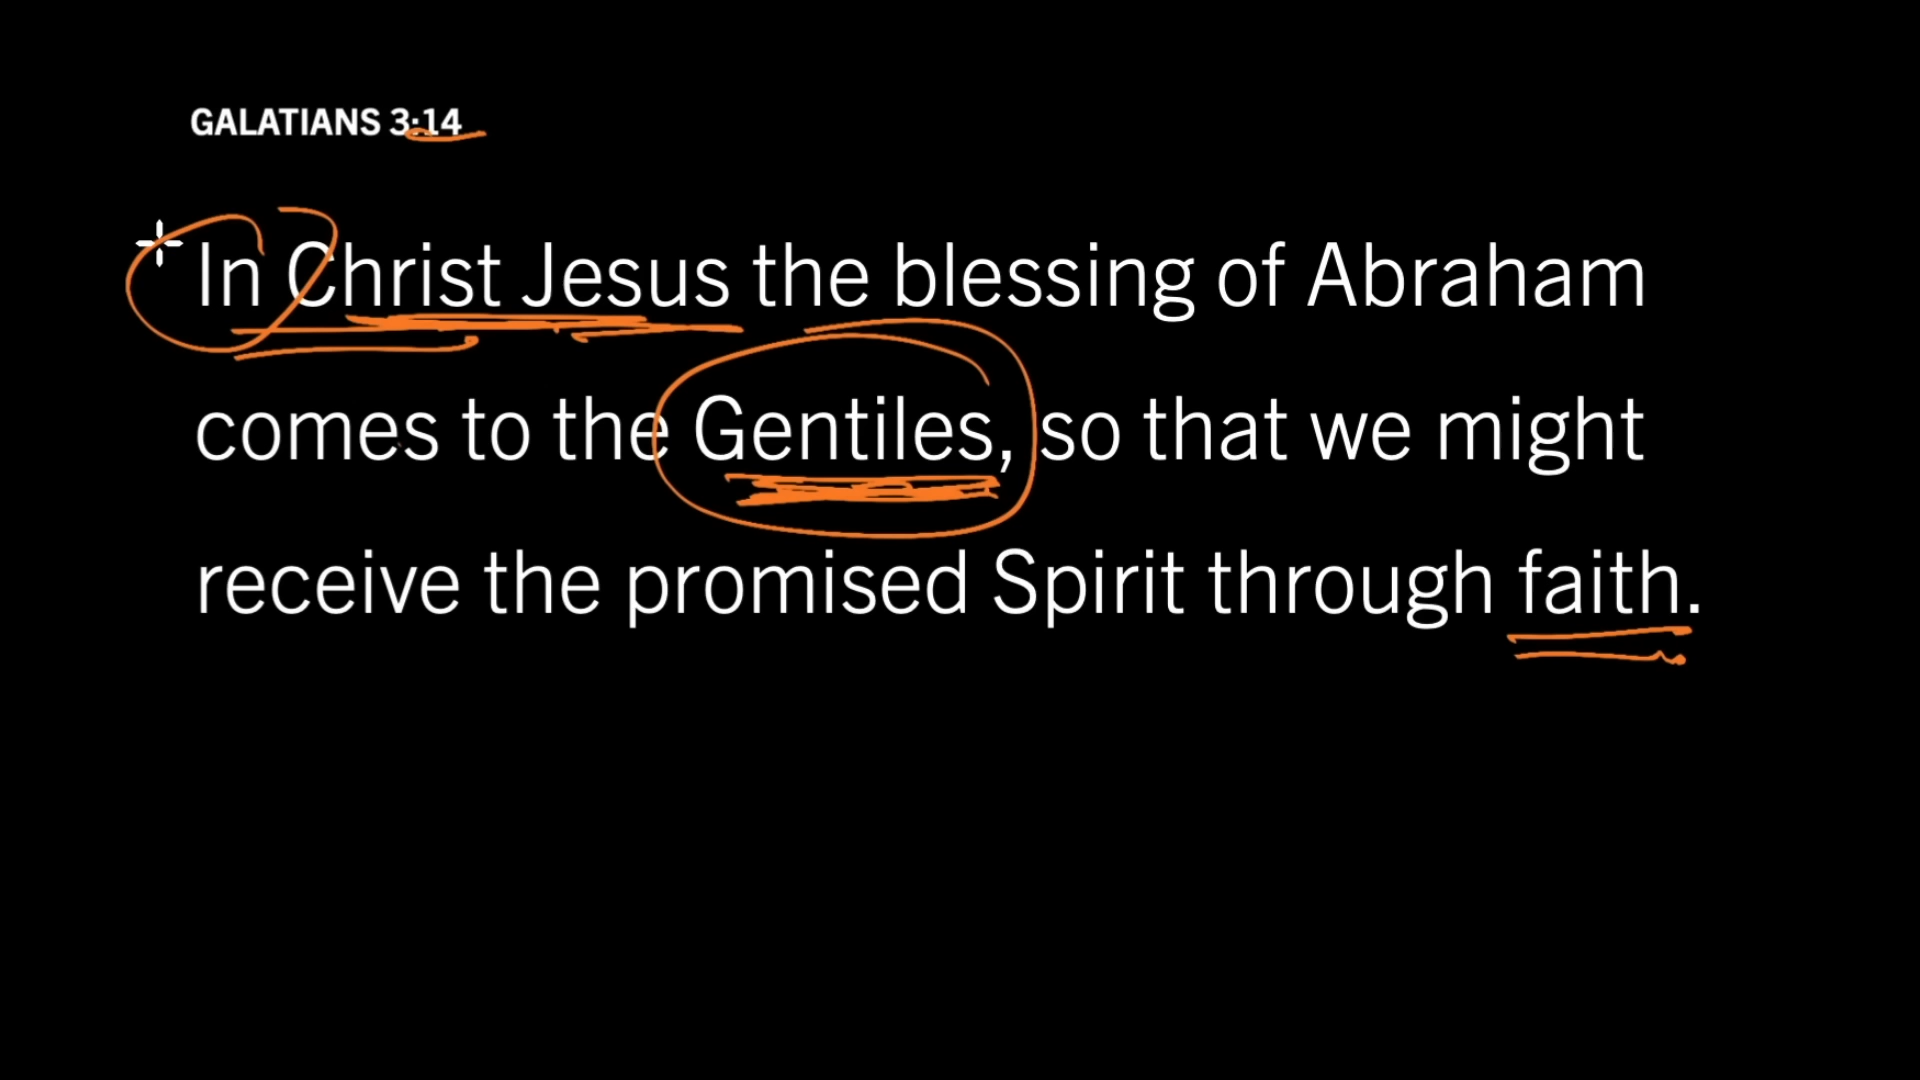 GALATIANS 3:14
In Christ Jesus the blessing of Abraham
comes to the Gentiles, so that we might
receive the promised Spirit through faith.